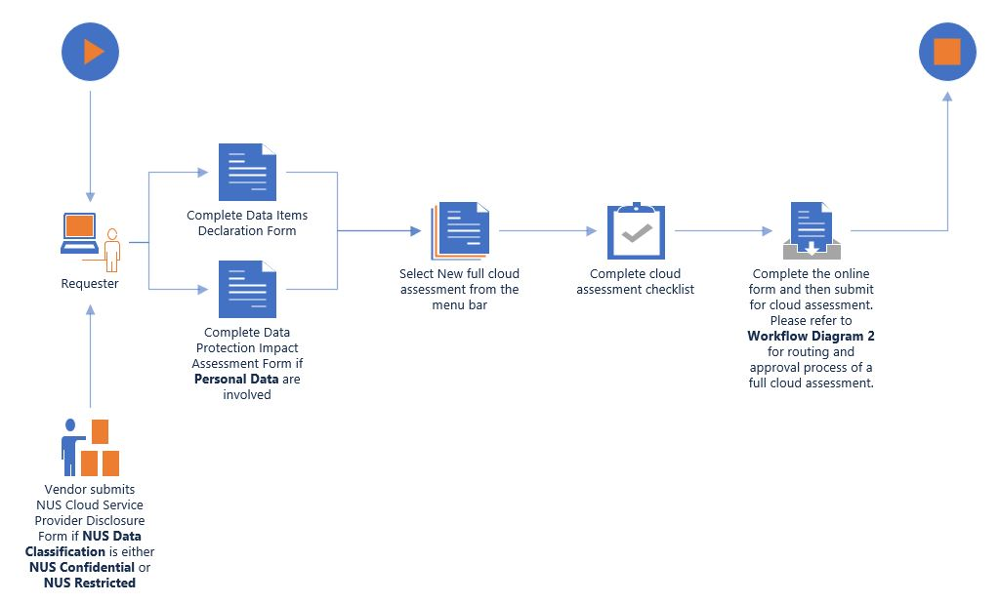 Complete Data Items
Declaration Form
Requester
Complete Data
Protection Impact
Assessment Form if
Personal Data are
involved
Select New full cloud
assessment from the
menu bar
Complete cloud
assessment checklist
Complete the online
form and then submit
for cloud assessment.
Please refer to
Workflow Diagram 2
for routing and
approval process of a
full cloud assessment.
Vendor submits
NUS Cloud Service
Provider Disclosure
Form if NUS Data
Classification is either
NUS Confidential or
NUS Restricted